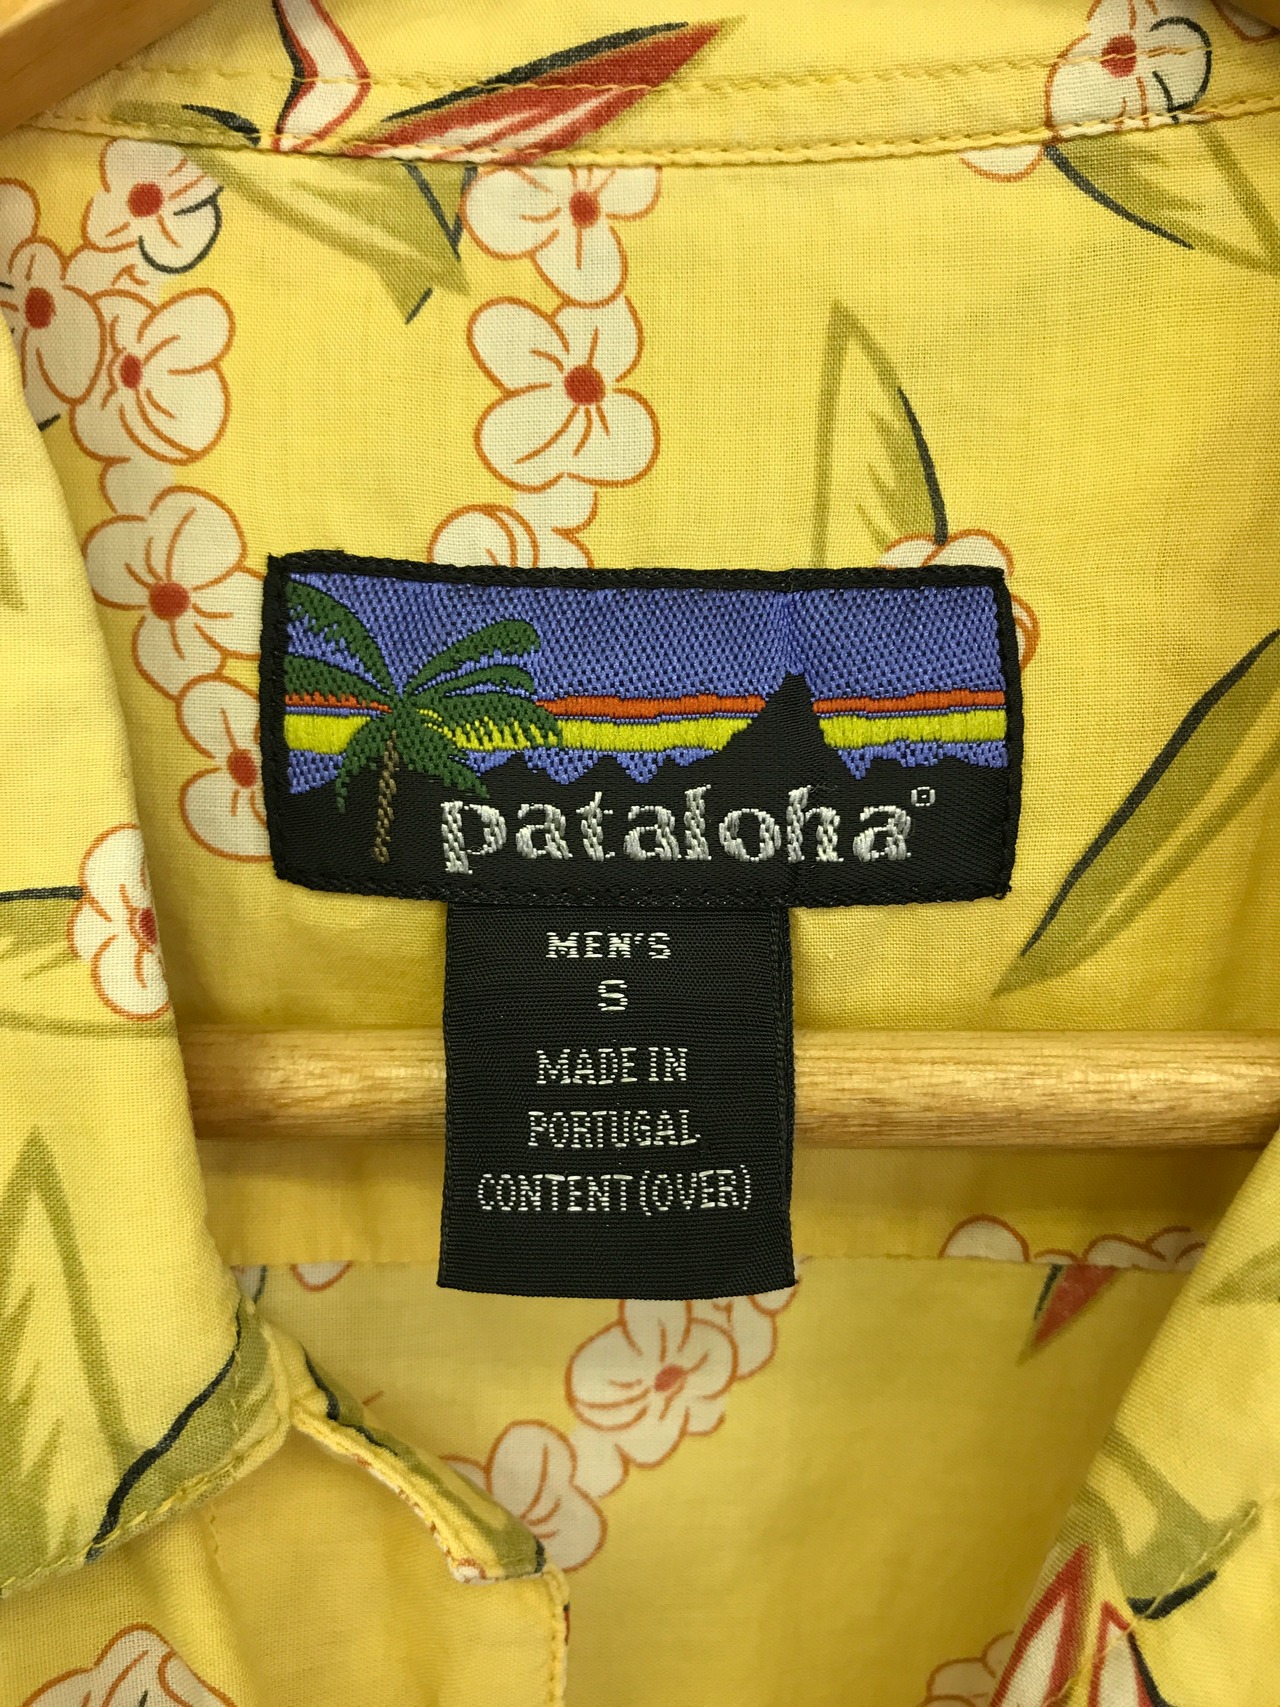 pataloha®
MEN'S
S
MADE IN
PORTUGAL
CONTENT (OVER)